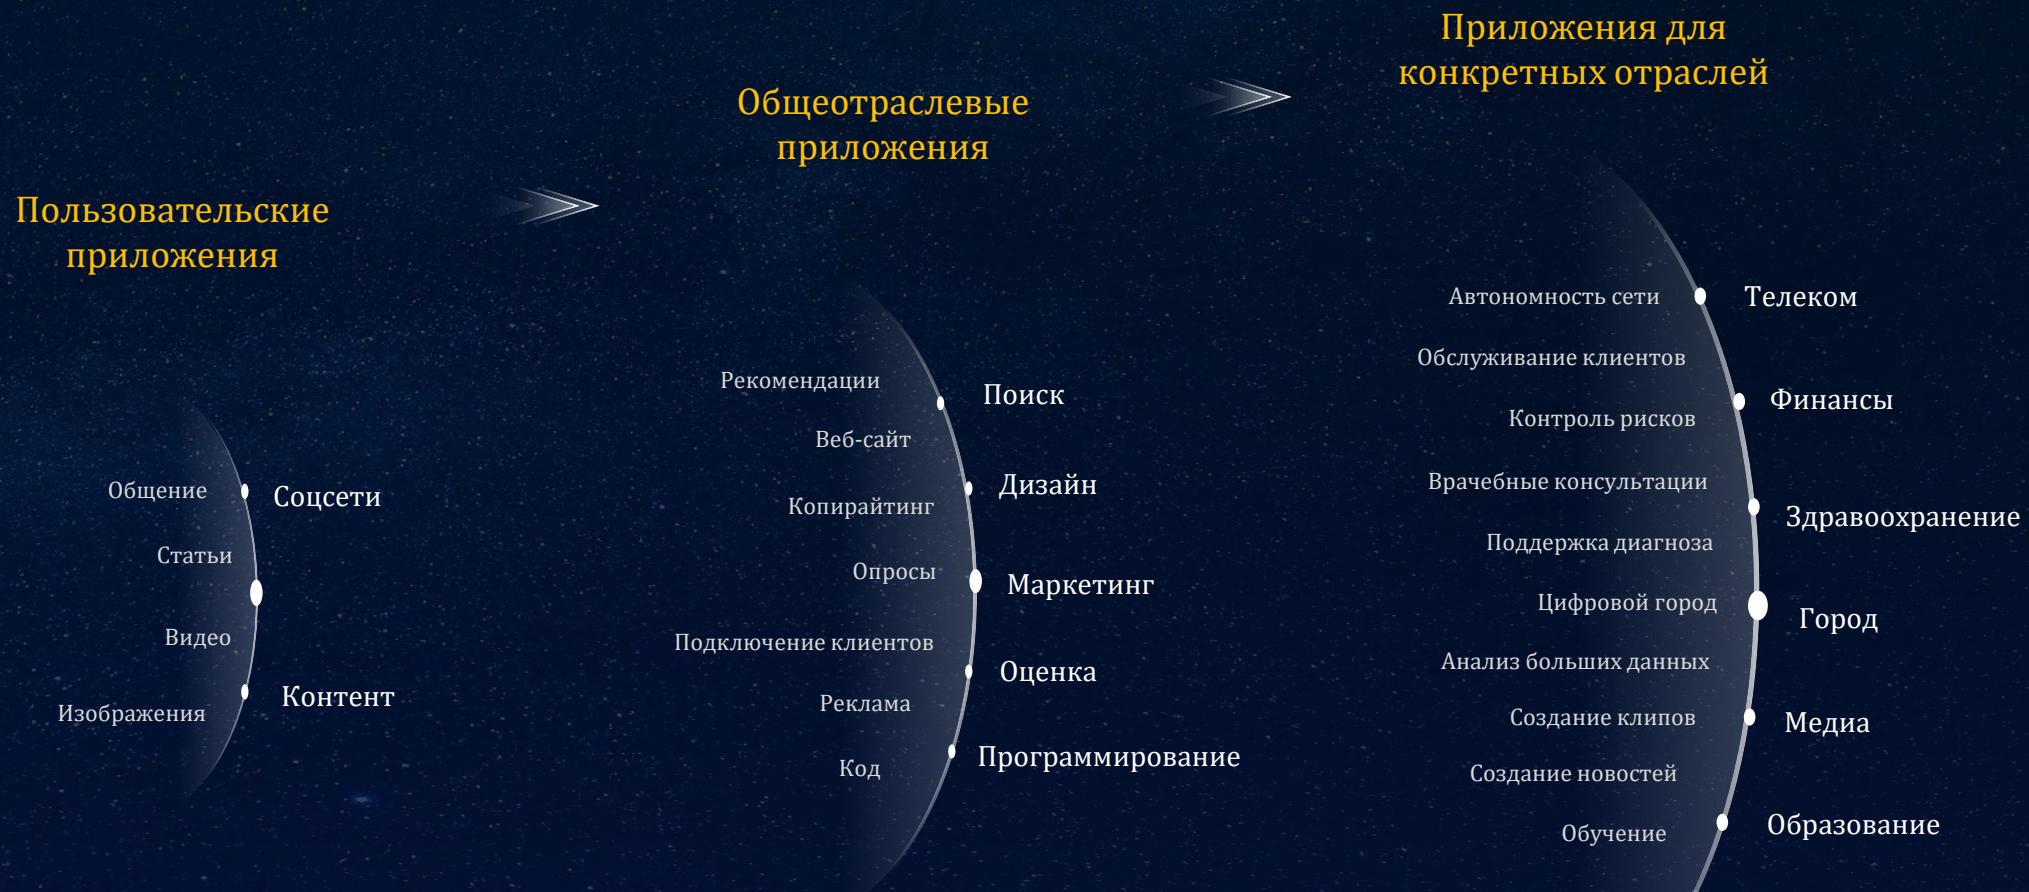 Пользовательские
приложения
Общение
Соцсети
Статьи
Видео
Контент
Изображения
Общеотраслевые
приложения
Рекомендации
Поиск
Веб-сайт
Дизайн
Копирайтинг
Опросы
Маркетинг
Подключение клиентов
Оценка
Реклама
Программирование
Код
Приложения для
конкретных отраслей
Автономность сети
Телеком
Обслуживание клиентов
Финансы
Контроль рисков
Врачебные консультации
Здравоохранение
Поддержка диагноза
Цифровой город
Город
Анализ больших данных
Создание клипов
Медиа
Создание новостей
Образование
Обучение